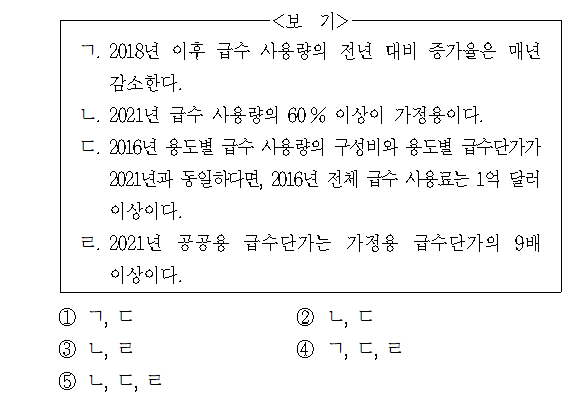 <보 기>
ㄱ. 2018년 이후 급수 사용량의 전년 대비 증가율은 매년
감소한다.
ㄴ. 2021년 급수 사용량의 60% 이상이 가정용이다.
ㄷ. 2016년 용도별 급수 사용량의 구성비와 용도별 급수단가가
2021년과 동일하다면, 2016년 전체 급수 사용료는 1억 달러
이상이다.
ㄹ. 2021년 공공용 급수단가는 가정용 급수단가의 9배
이상이다.
① ㄱ, ㄷ ② ㄴ, ㄷ
③ ㄴ, ㄹ ④ ㄱ, ㄷ, ㄹ
⑤ ㄴ, ㄷ, ㄹ